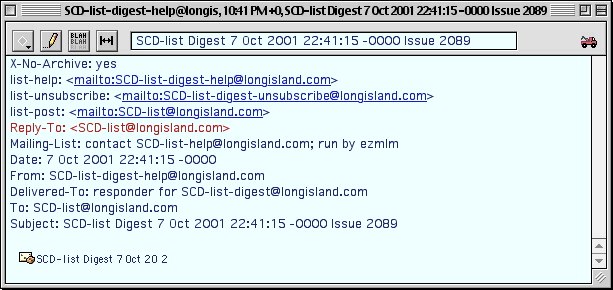 SCD-list-digest-help@longis, 10:41 PM +0, SCD-list Digest 7 Oct 2001 22:41:15 -0000 Issue 2089
BLAH BLAH BLAH SCD-list Digest 7 Oct 2001 22:41:15 -0000 Issue 2089
X-No-Archive: yes
list-help: <mailto:SCD-list-digest-help@longisland.com>
list-unsubscribe: <mailto:SCD-list-digest-unsubscribe@longisland.com>
list-post: <mailto:SCD-list@longisland.com>
Reply-To: <SCD-list@longisland.com>
Mailing-List: contact SCD-list-help@longisland.com; run by ezmlm
Date: 7 Oct 2001 22:41:15 -0000
From: SCD-list-digest-help@longisland.com
Delivered-To: responder for SCD-list-digest@longisland.com
To: SCD-list@longisland.com
Subject: SCD-list Digest 7 Oct 2001 22:41:15 -0000 Issue 2089
SCD-list Digest 7 Oct 20 2